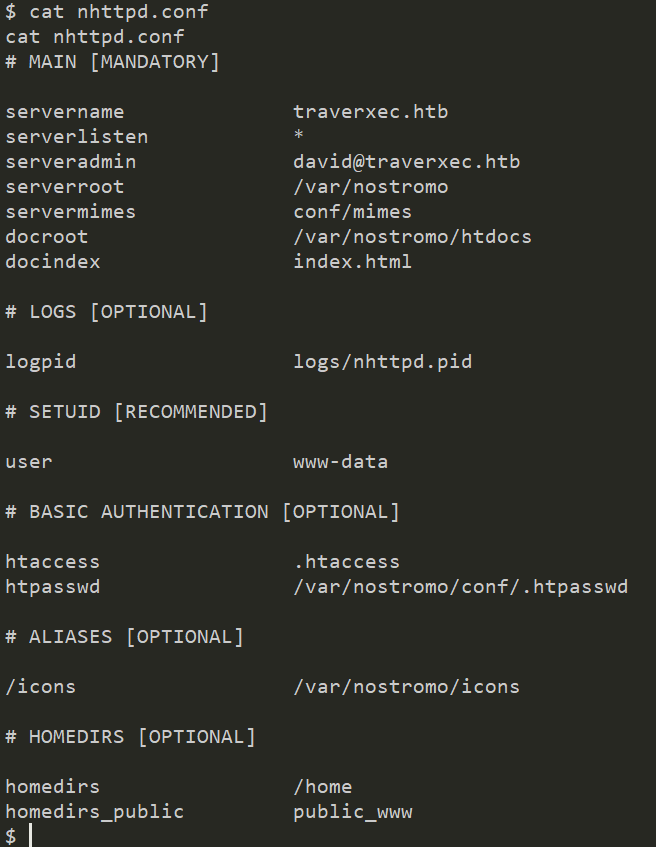 $ cat nhttpd.conf
cat nhttpd.conf
# MAIN [MANDATORY]
servername traverxec.htb
serverlisten *
serveradmin david@traverxec.htb
serverroot /var/nostromo
servermimes conf/mimes
docroot /var/nostromo/htdocs
docindex index.html
# LOGS [OPTIONAL]
logpid logs/nhttpd.pid
# SETUID [RECOMMENDED]
user www-data
# BASIC AUTHENTICATION [OPTIONAL]
htaccess .htaccess
htpasswd /var/nostromo/conf/.htpasswd
# ALIASES [OPTIONAL]
/icons /var/nostromo/icons
# HOMEDIRS [OPTIONAL]
homedirs /home
homedirs_public public_www
$